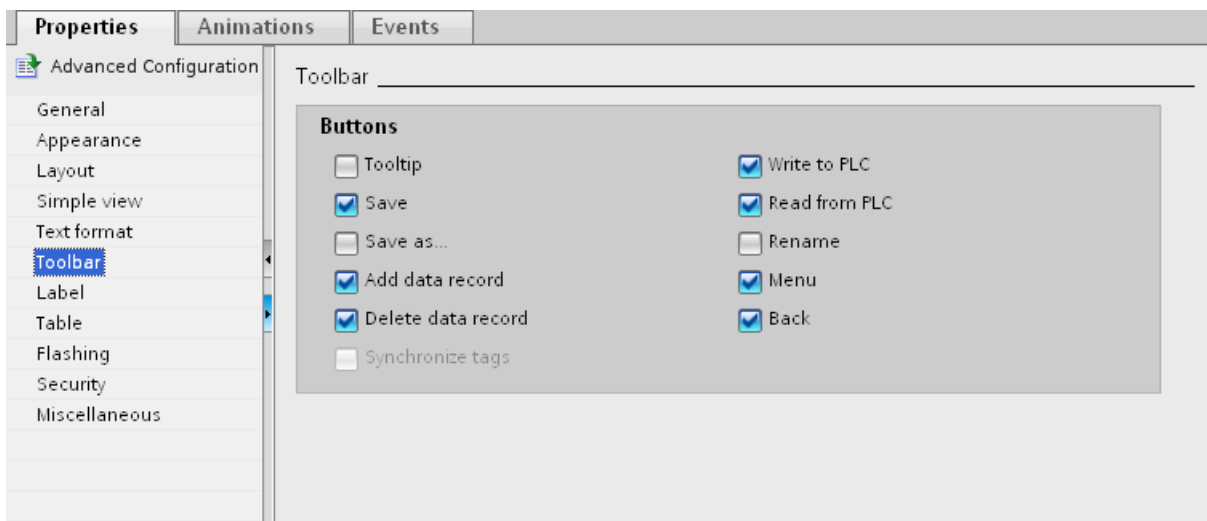 Properties
Animations
Events
Advanced Configuration
General
Appearance
Layout
Simple view
Text format
Toolbar
Label
Table
Flashing
Security
Miscellaneous
Toolbar
Buttons
Tooltip
Save
Save as...
Add data record
Delete data record
Synchronize tags
Write to PLC
Read from PLC
Rename
Menu
Back